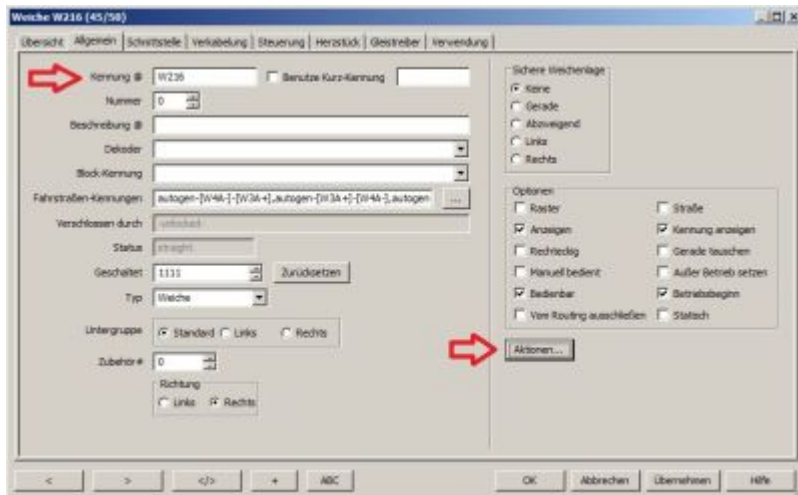 Weiche W216 (45/50)
Übersicht Allgemein Schnittstelle Verkabelung Steuerung Herzstück Gleistreiber Verwendung
Kennung @ W216 Benutze Kurz-Kennung
Nummer 0
Beschreibung @
Dekoder
Block-Kennung
Fahrstraßen-Kennungen autogen-[W4A-]-[W3A+],autogen-[W3A+]-[W4A-],autogen ...
Verschlossen durch unlocked
Status straight
Geschaltet 1111 Zurücksetzen
Typ Weiche
Untergruppe Standard Links Rechts
Zubehör# 0
Richtung
Links Rechts
Sichere Weichenlage
Keine
Gerade
Abzweigend
Links
Rechts
Optionen
Raster Straße
Anzeigen Kennung anzeigen
Rechteckig Gerade tauschen
Manuell bedient Außer Betrieb setzen
Bedienbar Betriebsbeginn
Vom Routing ausschließen Statisch
Aktionen...
< > </> + ABC OK Abbrechen Übernehmen Hilfe